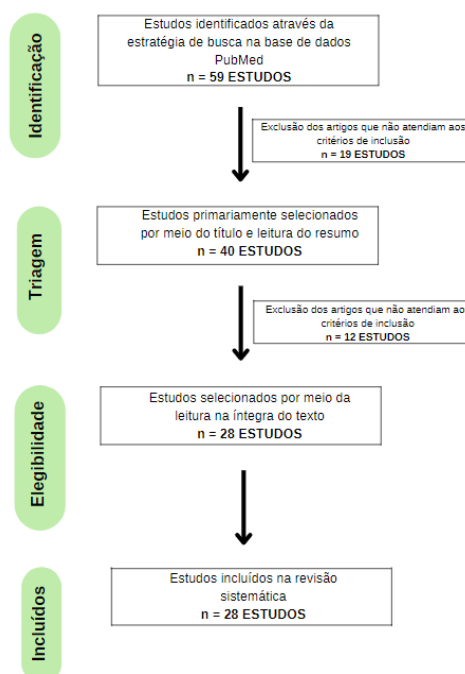 Identificação
Estudos identificados através da
estratégia de busca na base de dados
PubMed
n = 59 ESTUDOS
Exclusão dos artigos que não atendiam aos
critérios de inclusão
n = 19 ESTUDOS
Triagem
Estudos primariamente selecionados
por meio do título e leitura do resumo
n = 40 ESTUDOS
Exclusão dos artigos que não atendiam ao
critérios de inclusão
n = 12 ESTUDOS
Elegibilidade
Estudos selecionados por meio da
leitura na íntegra do texto
n = 28 ESTUDOS
Incluídos
Estudos incluídos na revisão
sistemática
n = 28 ESTUDOS